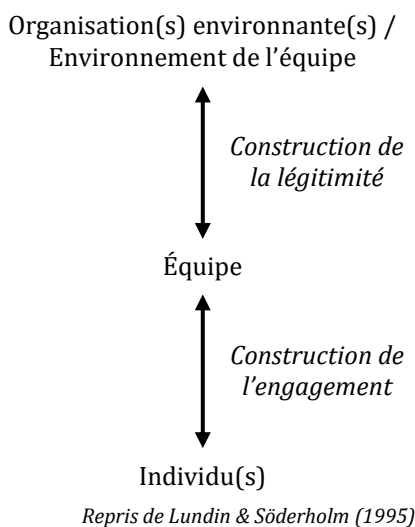 Organisation(s) environnante(s) /
Environnement de l’équipe
Construction de
la légitimité
Équipe
Construction de
l’engagement
Individu(s)
Repris de Lundin & Söderholm (1995)